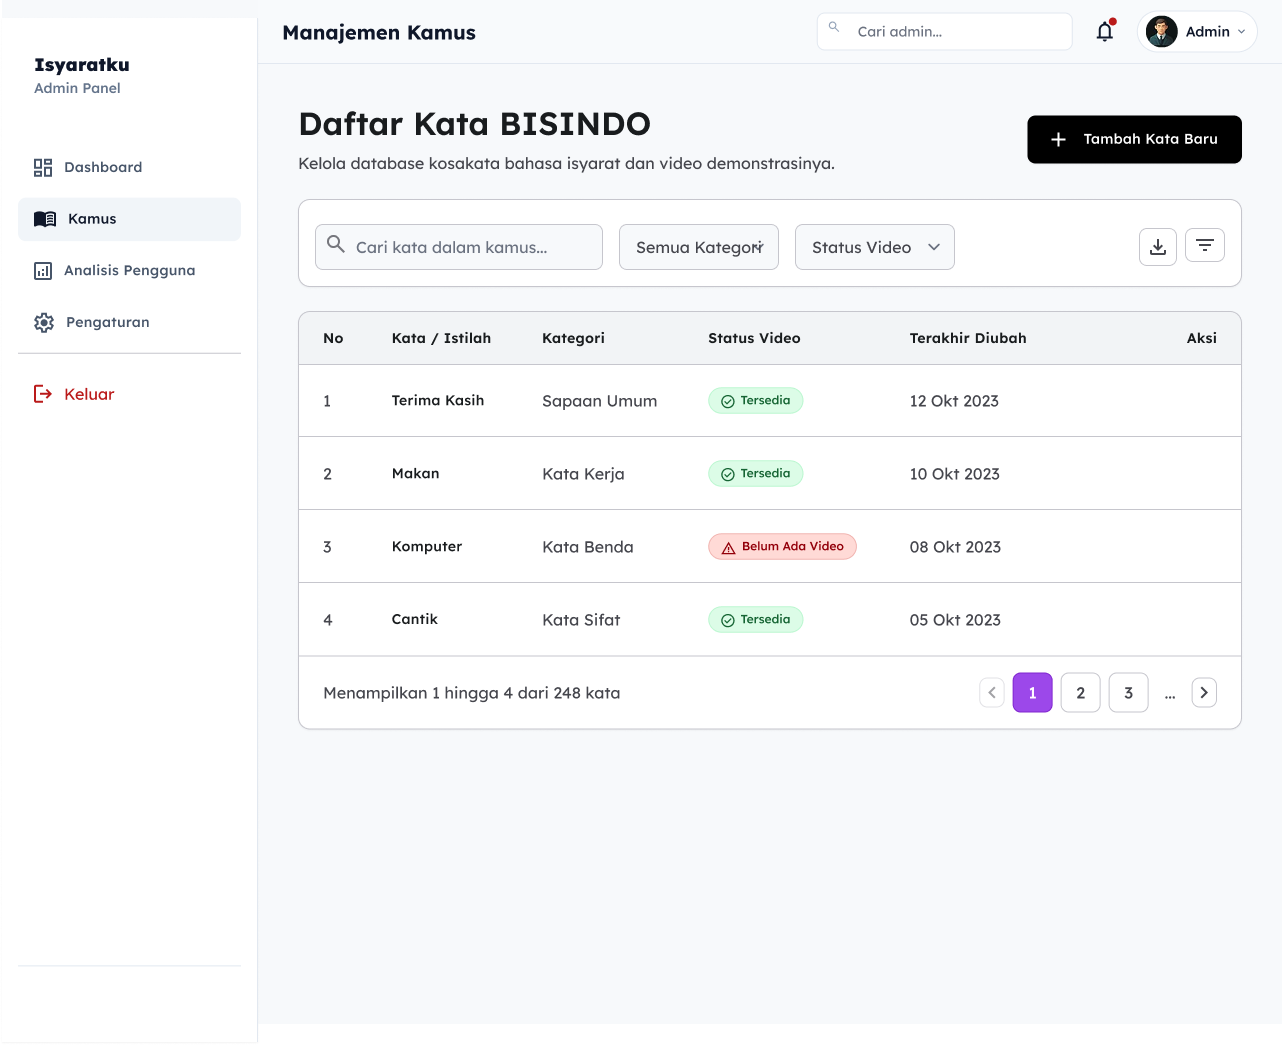 Isyaratku
Admin Panel
Dashboard
Kamus
Analisis Pengguna
Pengaturan
Keluar
Manajemen Kamus
Cari admin...
Admin
Daftar Kata BISINDO
Kelola database kosakata bahasa isyarat dan video demonstrasinya.
Tambah Kata Baru
Cari kata dalam kamus...
Semua Kategori
Status Video
No Kata / Istilah Kategori Status Video Terakhir Diubah Aksi
1 Terima Kasih Sapaan Umum Tersedia 12 Okt 2023
2 Makan Kata Kerja Tersedia 10 Okt 2023
3 Komputer Kata Benda Belum Ada Video 08 Okt 2023
4 Cantik Kata Sifat Tersedia 05 Okt 2023
Menampilkan 1 hingga 4 dari 248 kata
1 2 3 ...